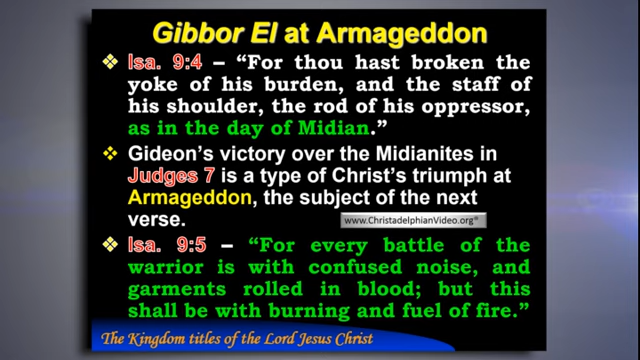 Gibbor El at Armageddon
Isa. 9:4 – “For thou hast broken the
yoke of his burden, and the staff of
his shoulder, the rod of his oppressor,
as in the day of Midian.”
Gideon’s victory over the Midianites in
Judges 7 is a type of Christ’s triumph at
Armageddon, the subject of the next
verse.
www.ChristadelphianVideo.org®
Isa. 9:5 – “For every battle of the
warrior is with confused noise, and
garments rolled in blood; but this
shall be with burning and fuel of fire.”
The Kingdom titles of the Lord Jesus Christ